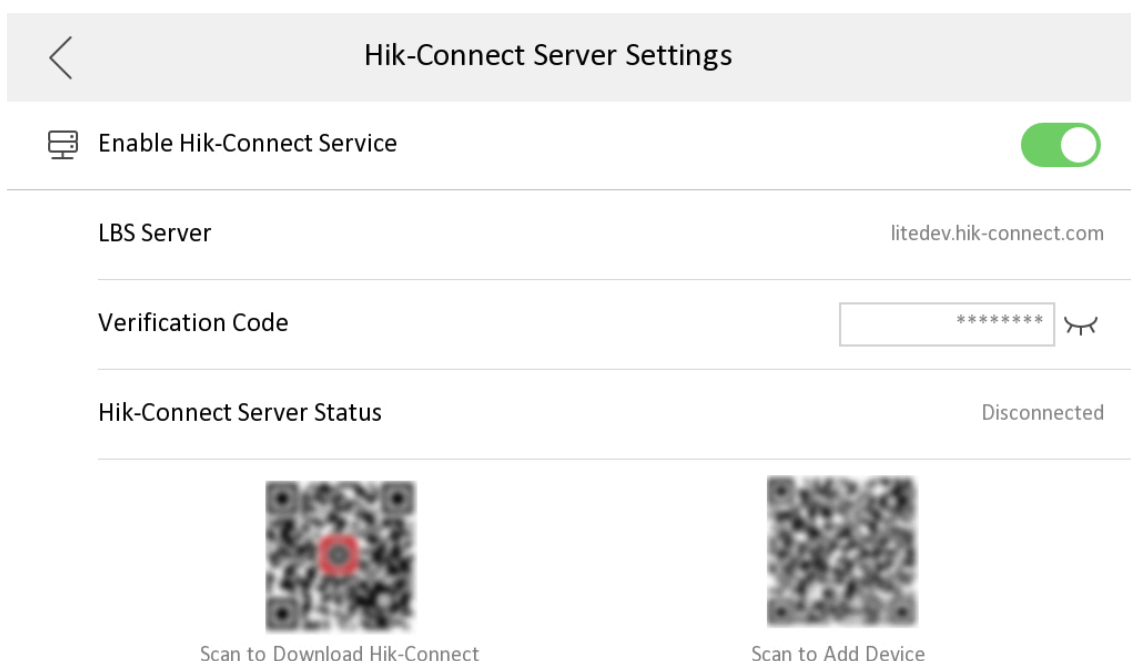 Hik-Connect Server Settings
Enable Hik-Connect Service
LBS Server litedev.hik-connect.com
Verification Code ********
Hik-Connect Server Status Disconnected
Scan to Download Hik-Connect Scan to Add Device